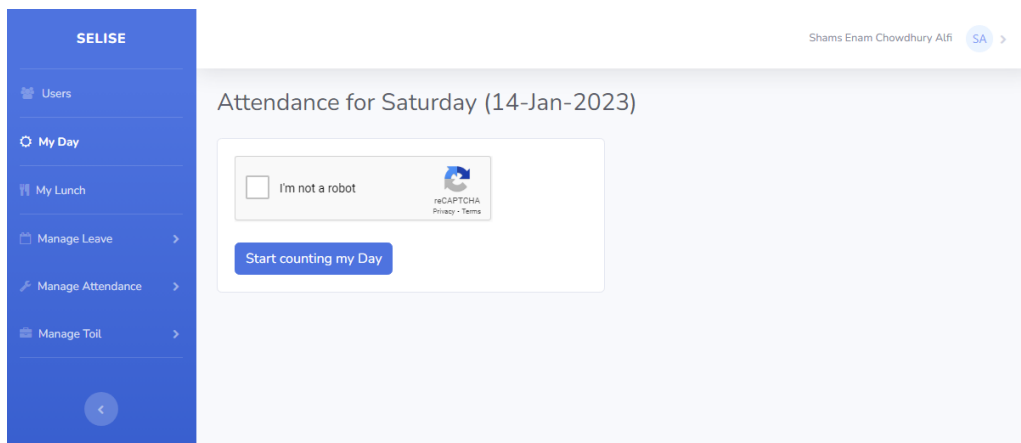 SELISE
Shams Enam Chowdhury Alfi SA
Users
My Day
My Lunch
Manage Leave
Manage Attendance
Manage Toil
Attendance for Saturday (14-Jan-2023)
I'm not a robot
reCAPTCHA
Privacy - Terms
Start counting my Day